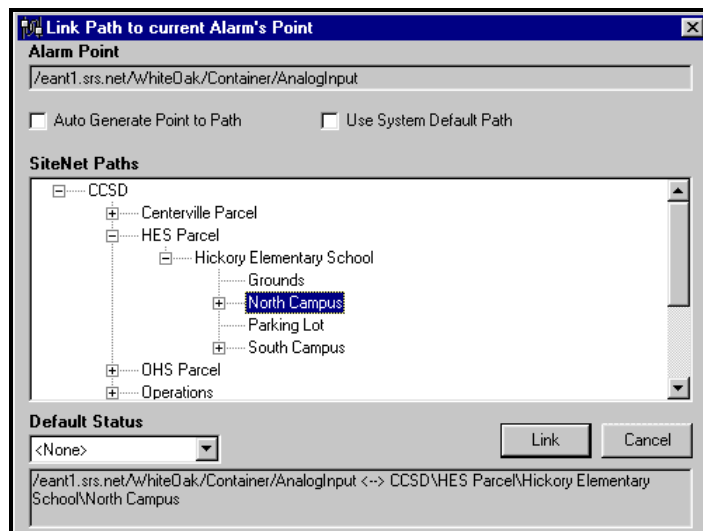 Link Path to current Alarm's Point
Alarm Point
/eant1.srs.net/WhiteOak/Container/AnalogInput
Auto Generate Point to Path
Use System Default Path
SiteNet Paths
CCSD
Centerville Parcel
HES Parcel
Hickory Elementary School
Grounds
North Campus
Parking Lot
South Campus
OHS Parcel
Operations
Default Status
<None>
Link
Cancel
/eant1.srs.net/WhiteOak/Container/AnalogInput <--> CCSD\HES Parcel\Hickory Elementary
School\North Campus